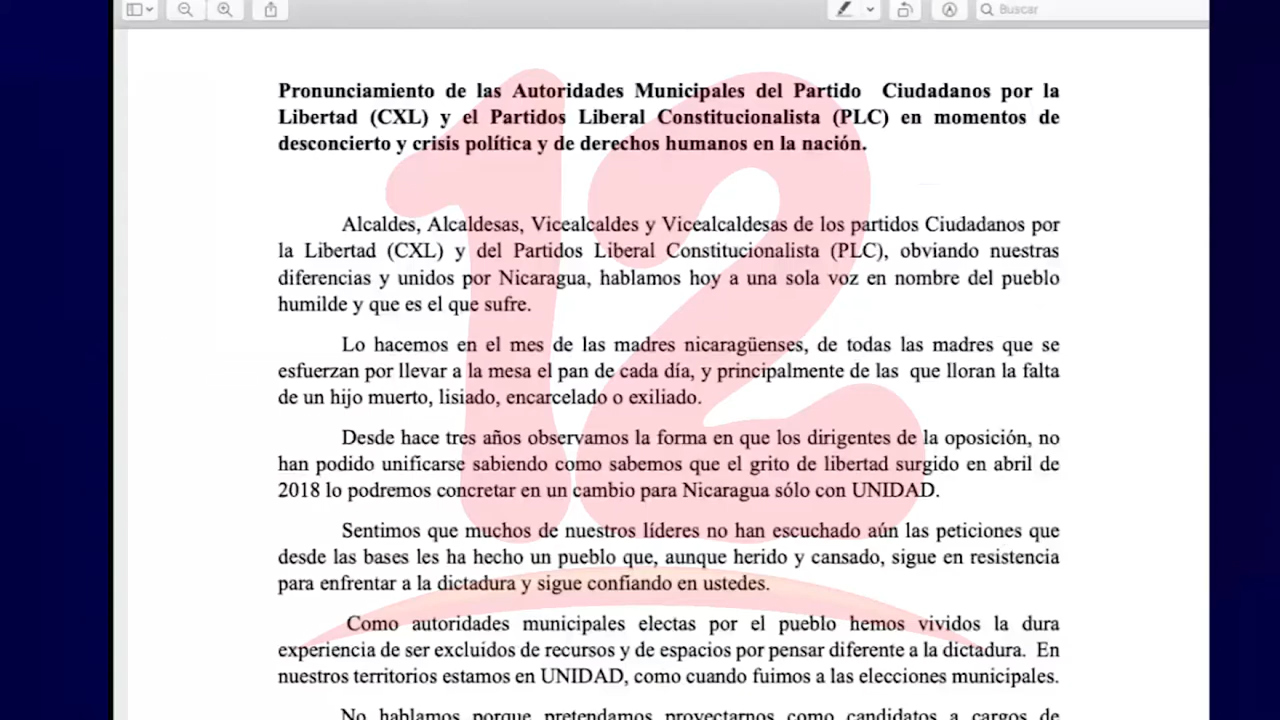 Buscar
Pronunciamiento de las Autoridades Municipales del Partido Ciudadanos por la
Libertad (CXL) y el Partidos Liberal Constitucionalista (PLC) en momentos de
desconcierto y crisis política y de derechos humanos en la nación.
Alcaldes, Alcaldesas, Vicealcaldes y Vicealcaldesas de los partidos Ciudadanos por
la Libertad (CXL) y del Partidos Liberal Constitucionalista (PLC), obviando nuestras
diferencias y unidos por Nicaragua, hablamos hoy a una sola voz en nombre del pueblo
humilde y que es el que sufre.
Lo hacemos en el mes de las madres nicaragüenses, de todas las madres que se
esfuerzan por llevar a la mesa el pan de cada día, y principalmente de las que lloran la falta
de un hijo muerto, lisiado, encarcelado o exiliado.
Desde hace tres años observamos la forma en que los dirigentes de la oposición, no
han podido unificarse sabiendo como sabemos que el grito de libertad surgido en abril de
2018 lo podremos concretar en un cambio para Nicaragua sólo con UNIDAD.
Sentimos que muchos de nuestros líderes no han escuchado aún las peticiones que
desde las bases les ha hecho un pueblo que, aunque herido y cansado, sigue en resistencia
para enfrentar a la dictadura y sigue confiando en ustedes.
Como autoridades municipales electas por el pueblo hemos vividos la dura
experiencia de ser excluidos de recursos y de espacios por pensar diferente a la dictadura. En
nuestros territorios estamos en UNIDAD, como cuando fuimos a las elecciones municipales.
No hablamos porque pretendamos proyectarnos como candidatos a cargos de
12